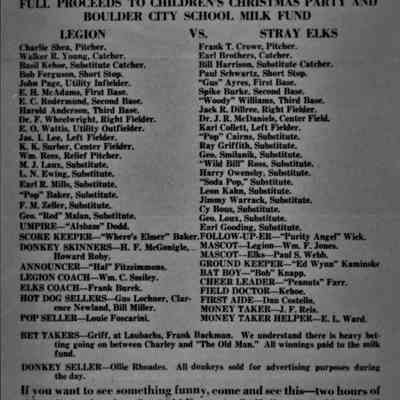 FULL PROCEEDS TO CHILDREN'S CHRISTMAS PARTY AND
BOULDER CITY SCHOOL MILK FUND
LEGION VS. STRAY ELKS
Charlie Shea, Pitcher.
Walker R. Young, Catcher.
Basil Kehoe, Substitute Catcher.
Bob Ferguson, Short Stop.
John Page, Utility Infielder.
E. H. McAdams, First Base.
E. C. Rodermund, Second Base.
Harold Anderson, Third Base.
Dr. F. Wheelwright, Right Fielder.
E. O. Wattis, Utility Outfielder.
Jas. I. Lee, Left Fielder.
K. K. Surber, Center Fielder.
Wm. Ross, Relief Pitcher.
M. J. Laux, Substitute.
L. N. Ewing, Substitute.
Earl R. Mills, Substitute.
"Pop" Baker, Substitute.
F. M. Zeller, Substitute.
Geo. "Red" Malan, Substitute.
UMPIRE—"Alabam" Dodd.
SCORE KEEPER—"Where's Elmer" Baker.
DONKEY SKINNERS—H. F. McGonigle,
Howard Roby.
ANNOUNCER—"Hal" Fitzsimmons.
LEGION COACH—Wm. C.
ELKS COACH—Frank Burek.
HOT DOG SELLERS—Gus Lochner, Clar-
ence Newland, Bill Miller.
POP SELLER—Louie Foscarini.
Frank T. Crowe, Pitcher.
Earl Brothers, Catcher.
Bill Harrison, Substitute Catcher.
Paul Schwartz, Short Stop.
"Gus" Ayres, First Base.
Spike Burke, Second Base.
"Woody" Williams, Third Base.
Jack R. Dillree, Right Fielder.
Dr. J. R. McDaniels, Center Field.
Karl Collett, Left Fielder.
"Pop" Cairns, Substitute.
Ray Griffith, Substitute.
Geo. Smilanik, Substitute.
"Wild Bill" Ross, Substitute.
Harry Owensby, Substitute.
"Soda Pop," Substitute.
Leon Kahn, Substitute.
Jimmy Warrack, Substitute.
Cy Bous, Substitute.
Geo. Loux, Substitute.
Earl Gooding, Substitute.
FOLLOW-UP-ER—"Purity Angel" Wick.
MASCOT—Legion—Wm. F. Jones.
MASCOT—Elks—Paul S. Webb.
GROUND KEEPER—"Ed Wynn" Kaminske
BAT BOY—"Bob" Knapp.
CHEER LEADER—"Peanuts" Farr.
FIELD DOCTOR—Kehoe.
FIRST AIDE—Dan Costello.
MONEY TAKER—J. F. Reis.
MONEY TAKER HELPER—E. L. Ward.
BET TAKERS—Griff, at Laubachs, Frank Backman. We understand there is heavy bet-
ting going on between Charley and "The Old Man." All winnings paid to the milk
fund.
DONKEY SELLER—Ollie Rhoades. All donkeys sold for advertising purposes during
the day.
If you want to see something funny, come and see this—two hours of